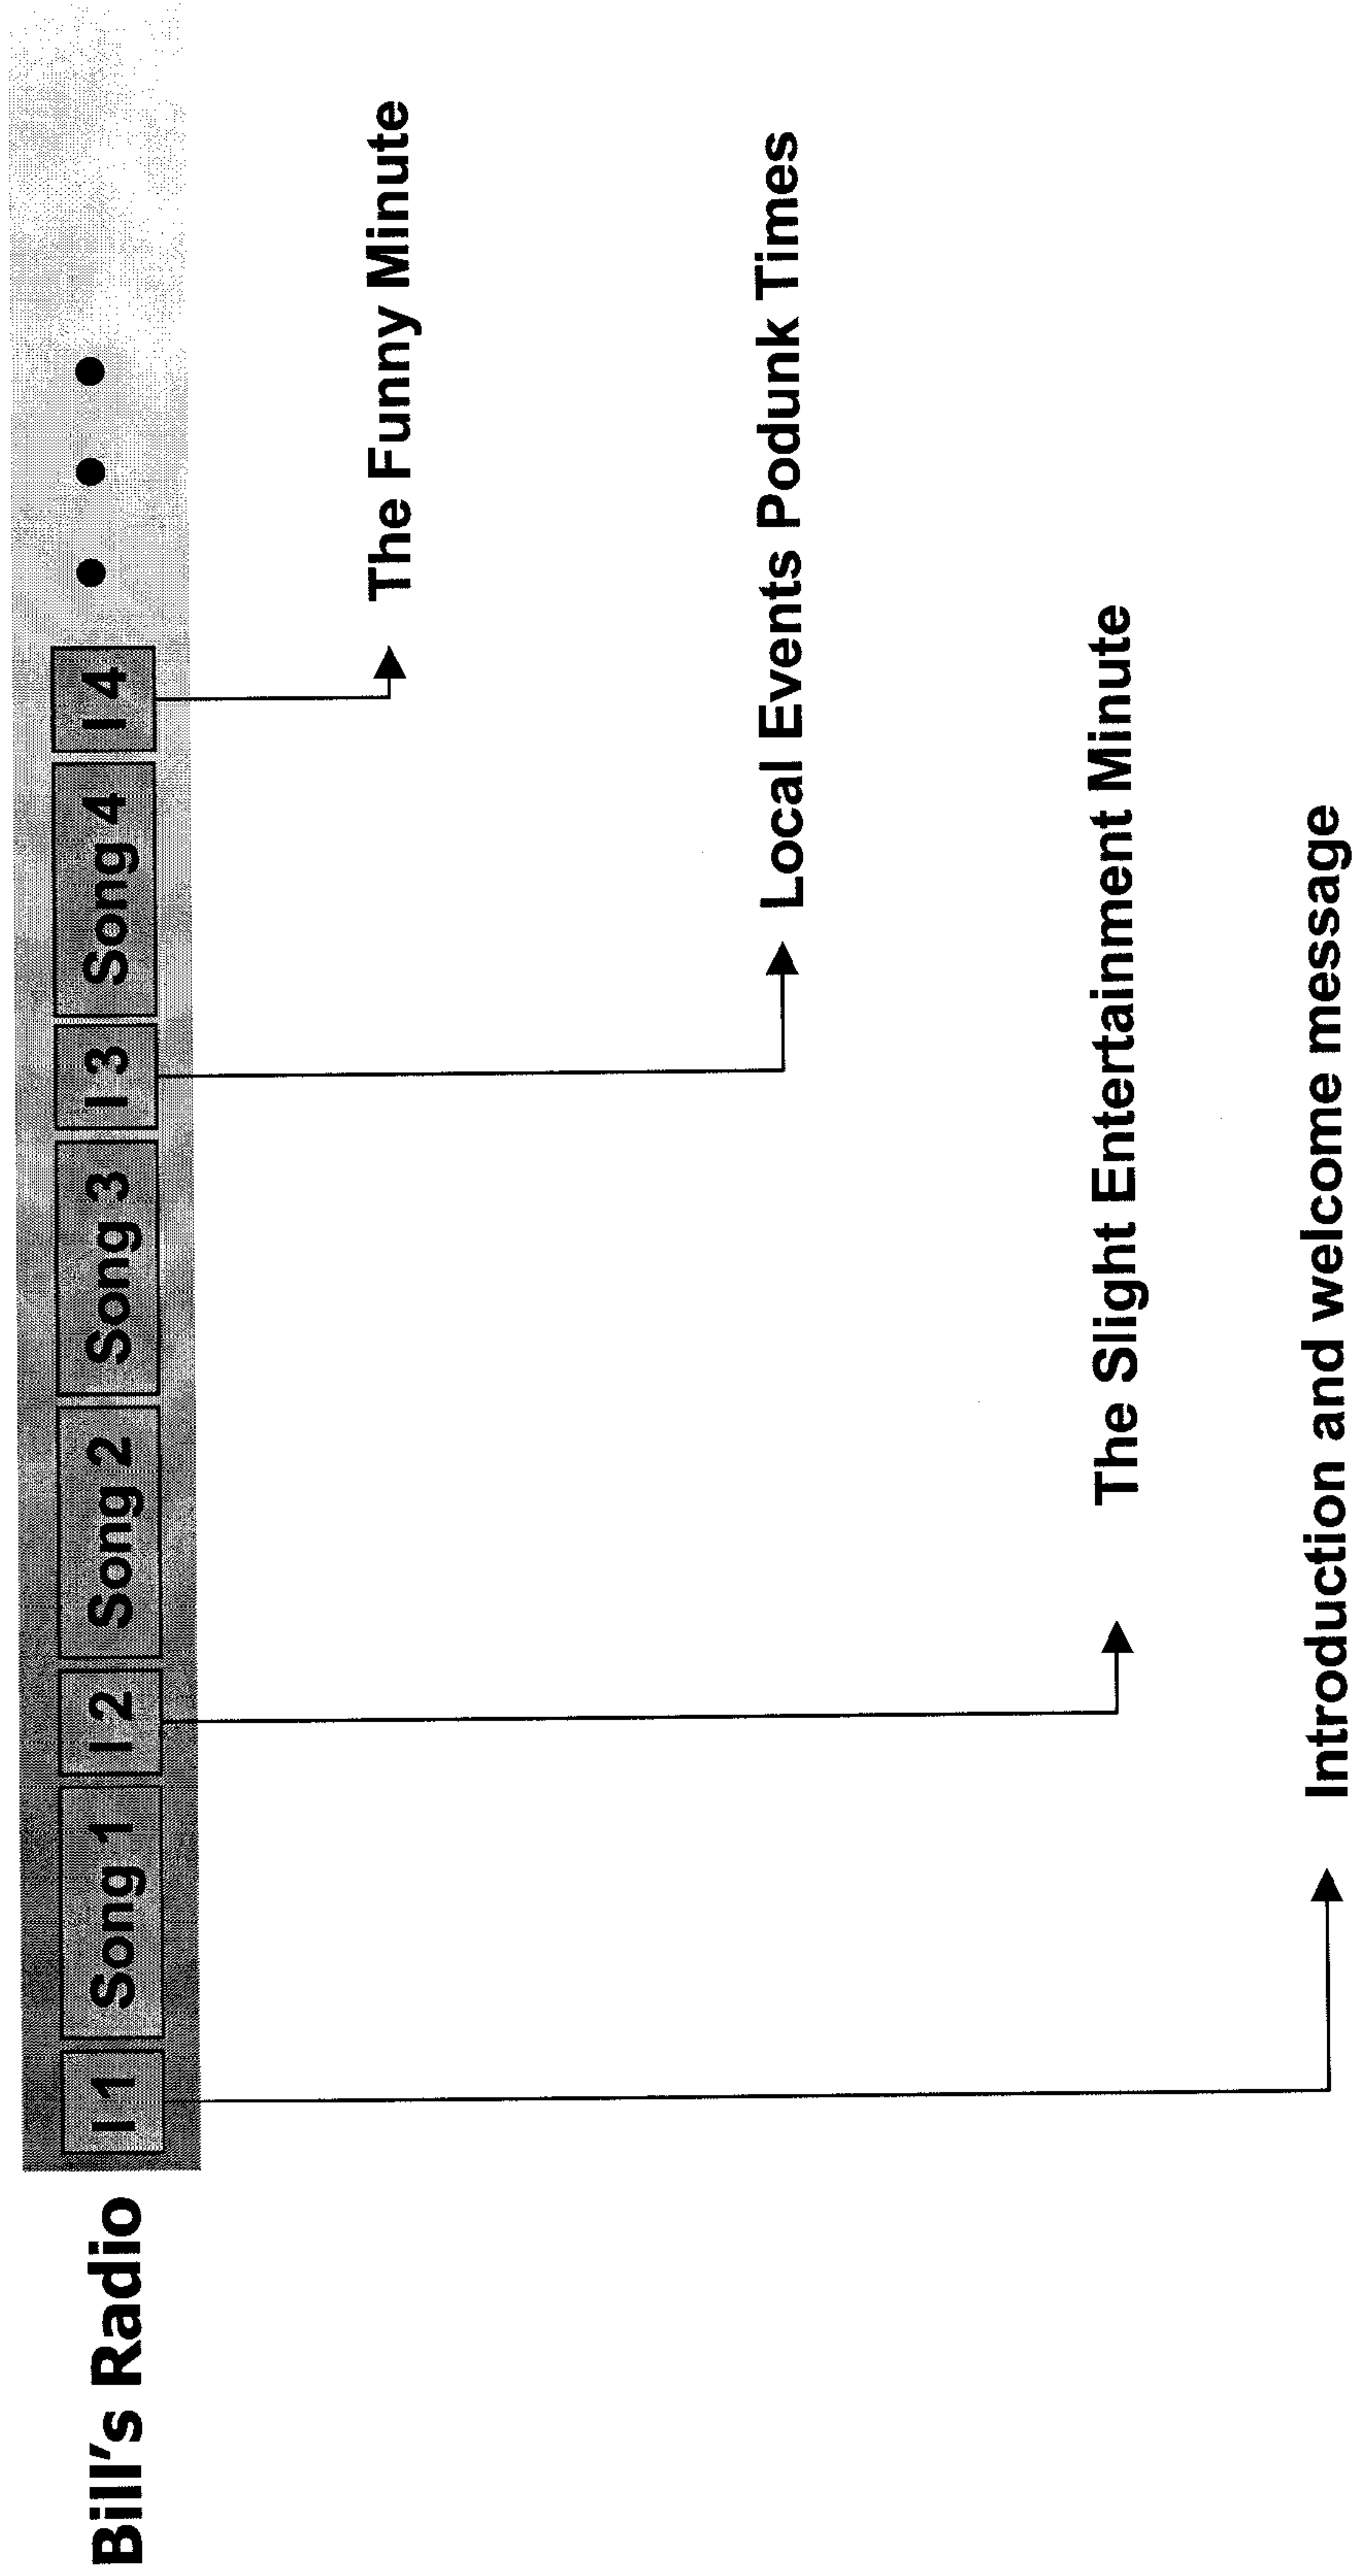 Bill's Radio
I 1 Song 1 I 2 Song 2 Song 3 I 3 Song 4 I 4
The Funny Minute
Local Events Podunk Times
The Slight Entertainment Minute
Introduction and welcome message